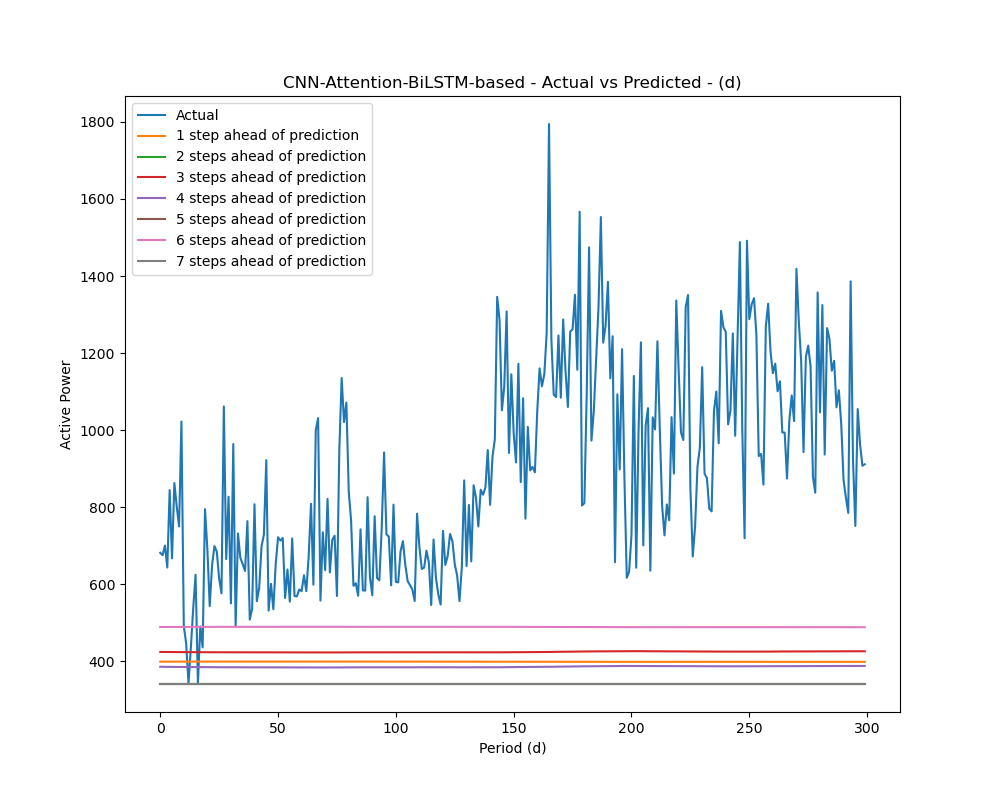 CNN-Attention-BiLSTM-based - Actual vs Predicted - (d)
Actual
1 step ahead of prediction
2 steps ahead of prediction
3 steps ahead of prediction
4 steps ahead of prediction
5 steps ahead of prediction
6 steps ahead of prediction
7 steps ahead of prediction
Active Power
1800
1600
1400
1200
1000
800
600
400
0 50 100 150 200 250 300
Period (d)